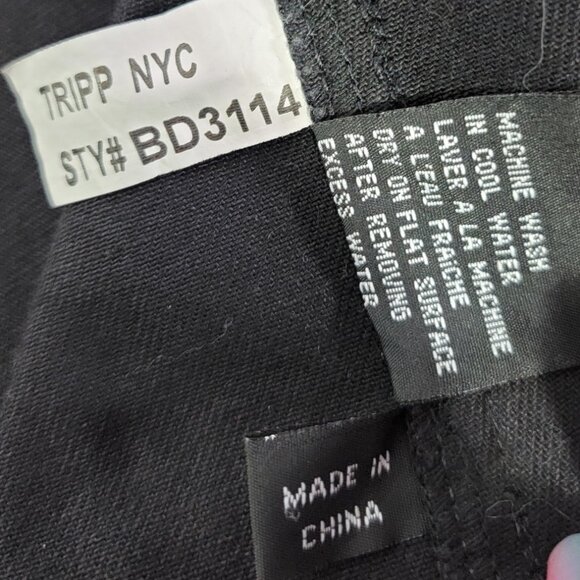 TRIPP NYC
STY# BD3114
MACHINE WASH
IN COOL WATER
LAVER A LA MACHINE
A L'EAU FRAICHE
DRY ON FLAT SURFACE
AFTER REMOVING
EXCESS WATER
MADE IN
CHINA